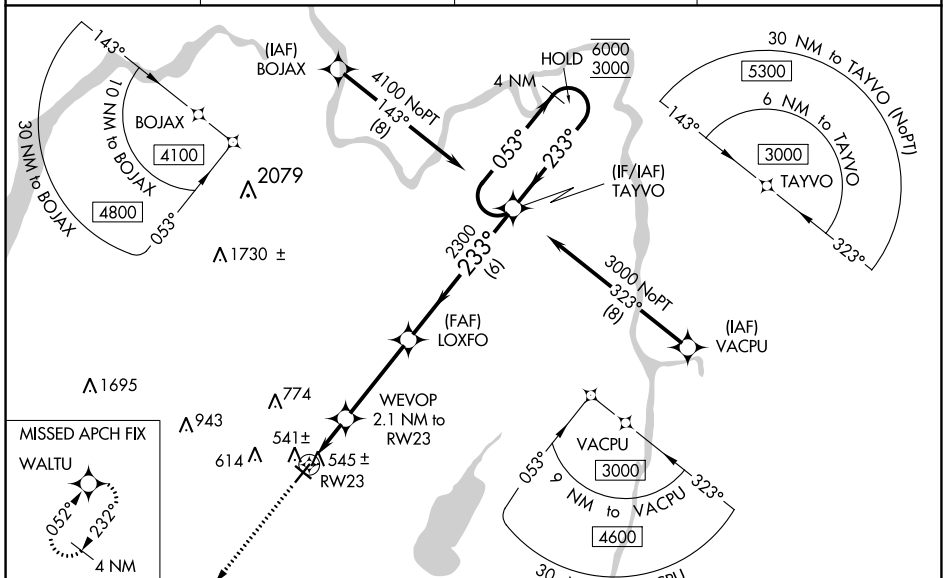 143°
BOJAX
10 NM to BOJAX
4100
30 NM to BOJAX
4800
053°
(IAF)
BOJAX
4100 NoPT
143°
(8)
HOLD
6000
3000
4 NM
053°
233°
(IF/IAF)
TAYVO
30 NM to TAYVO (NoPT)
5300
6 NM to TAYVO
143°
3000
TAYVO
323°
2079
1730 ±
2300
233°
(6)
3000 NoPT
323°
(8)
(IAF)
VACPU
(FAF)
LOXFO
1695
774
943
WEVOP
2.1 NM to
RW23
541±
614
545 ±
RW23
MISSED APCH FIX
WALTU
052°
232°
4 NM
VACPU
3000
053°
323°
9 NM to VACPU
4600
30